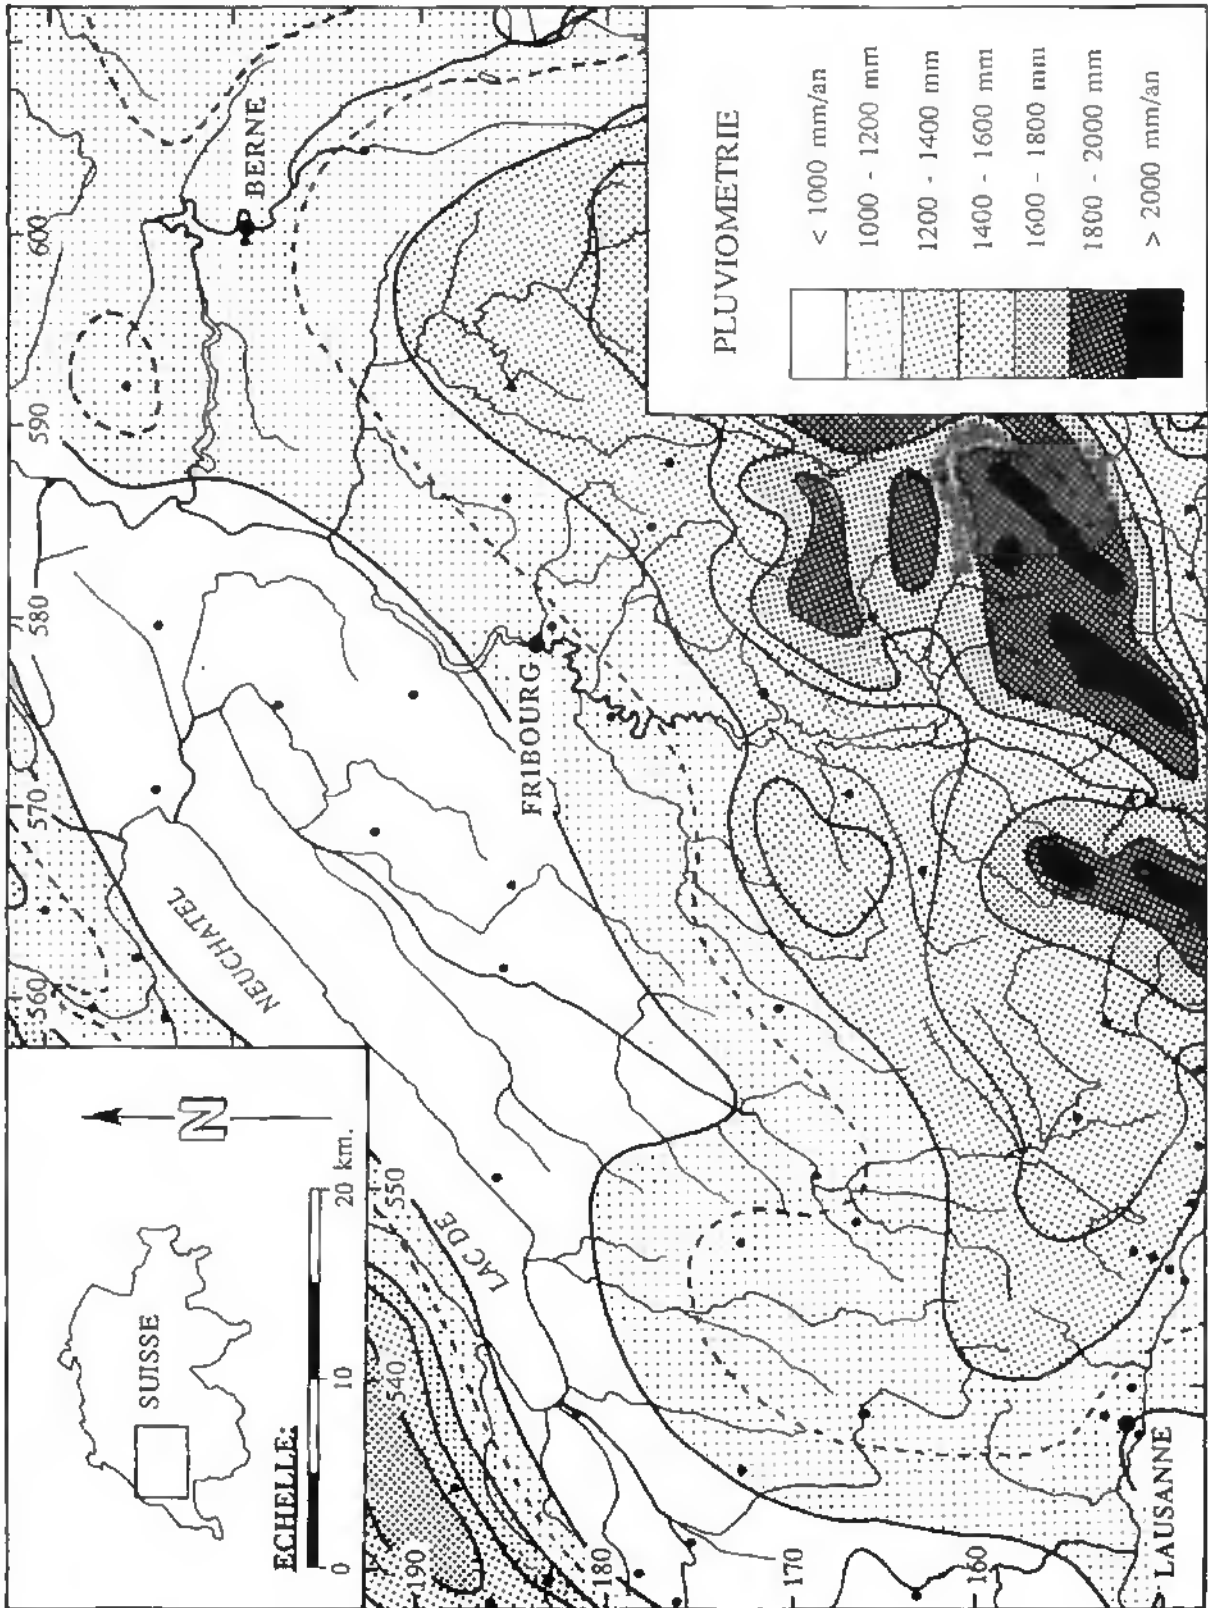 N
SUISSE
ECHELLE:
0 10 20 km.
540
550
560
570
580
590
600
190
180
170
160
LAC DE
NEUCHATEL
BERNE
FRIBOURG
LAUSANNE
PLUVIOMETRIE
< 1000 mm/an
1000 - 1200 mm
1200 - 1400 mm
1400 - 1600 mm
1600 - 1800 mm
1800 - 2000 mm
> 2000 mm/an